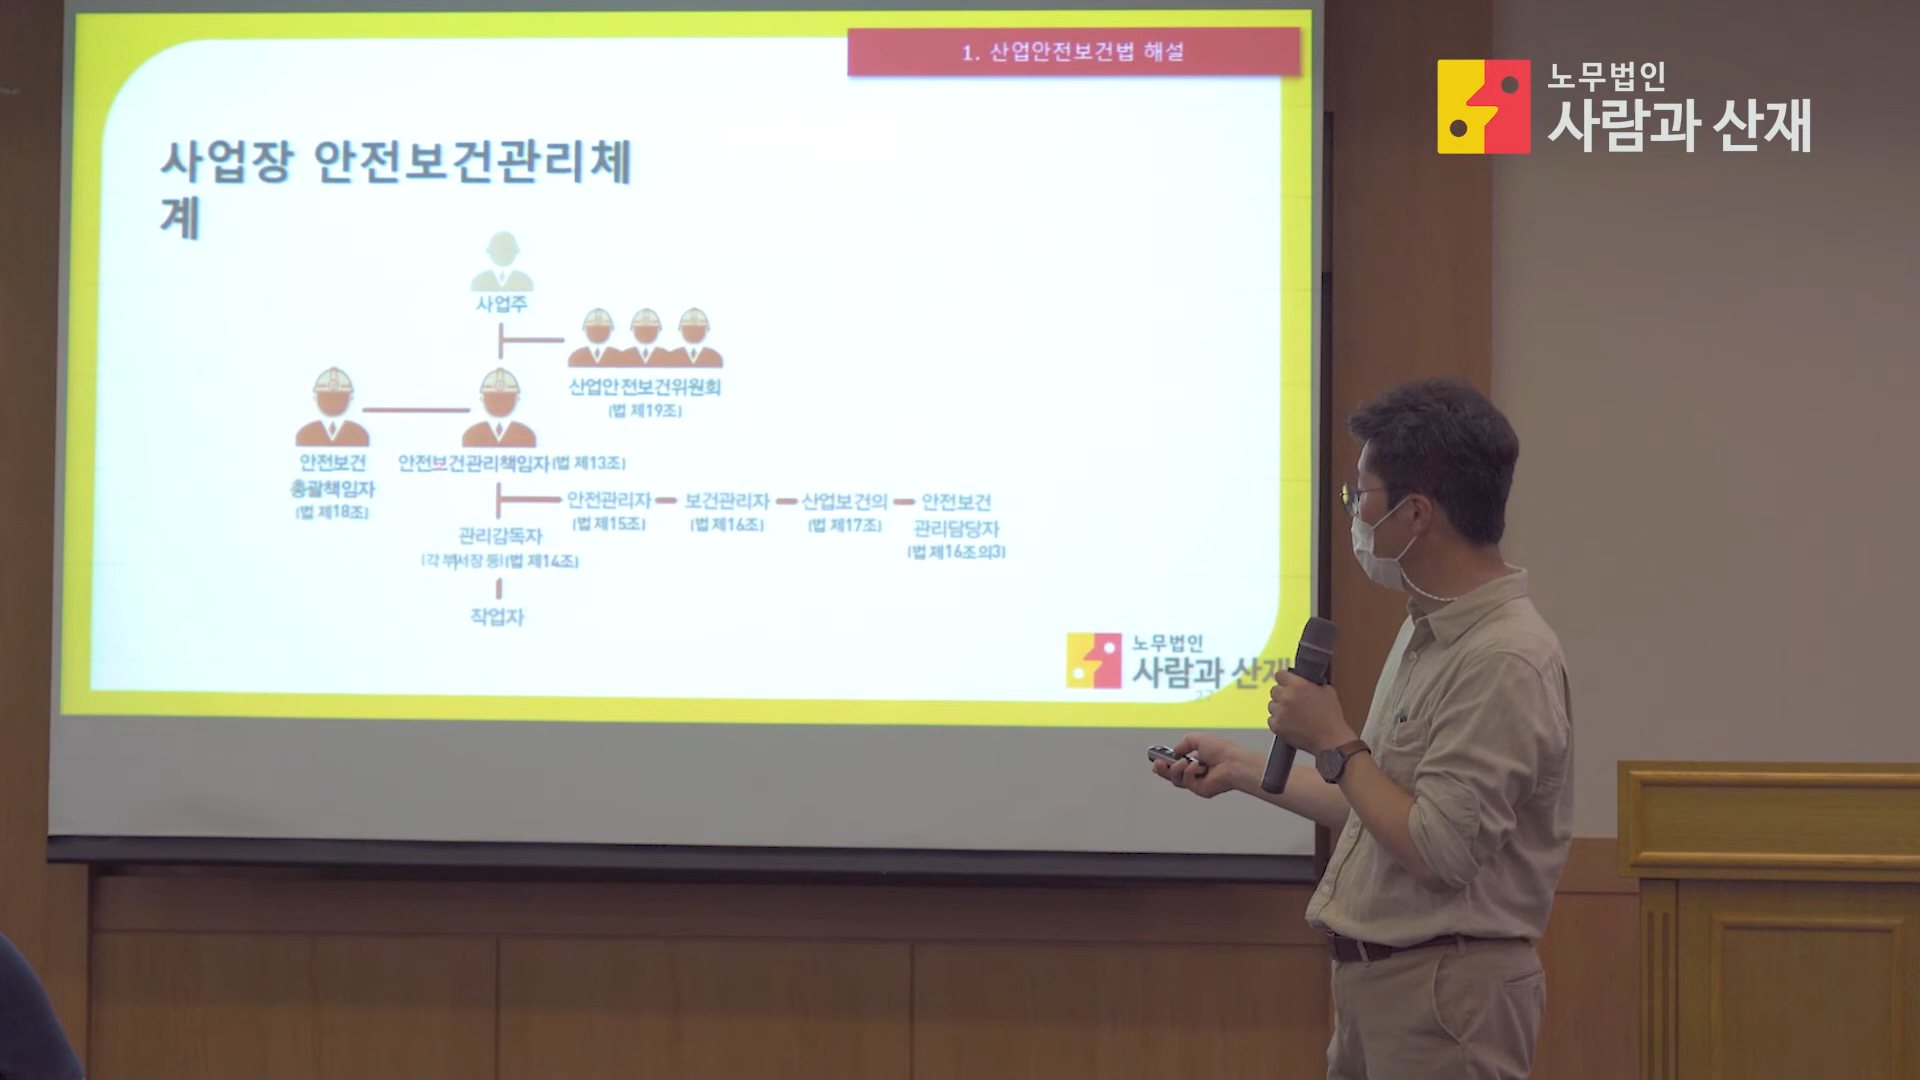 1. 산업안전보건법 해설
노무법인
사람과 산재
사업장 안전보건관리체
계
사업주
산업안전보건위원회
(법 제19조)
안전보건
총괄책임자
(법 제18조)
안전보건관리책임자(법 제13조)
안전관리자
(법 제15조)
보건관리자
(법 제16조)
산업보건의
(법 제17조)
안전보건
관리담당자
(법 제16조의3)
관리감독자
(각 부서장 등)(법 제14조)
작업자
노무법인
사람과 산재
27